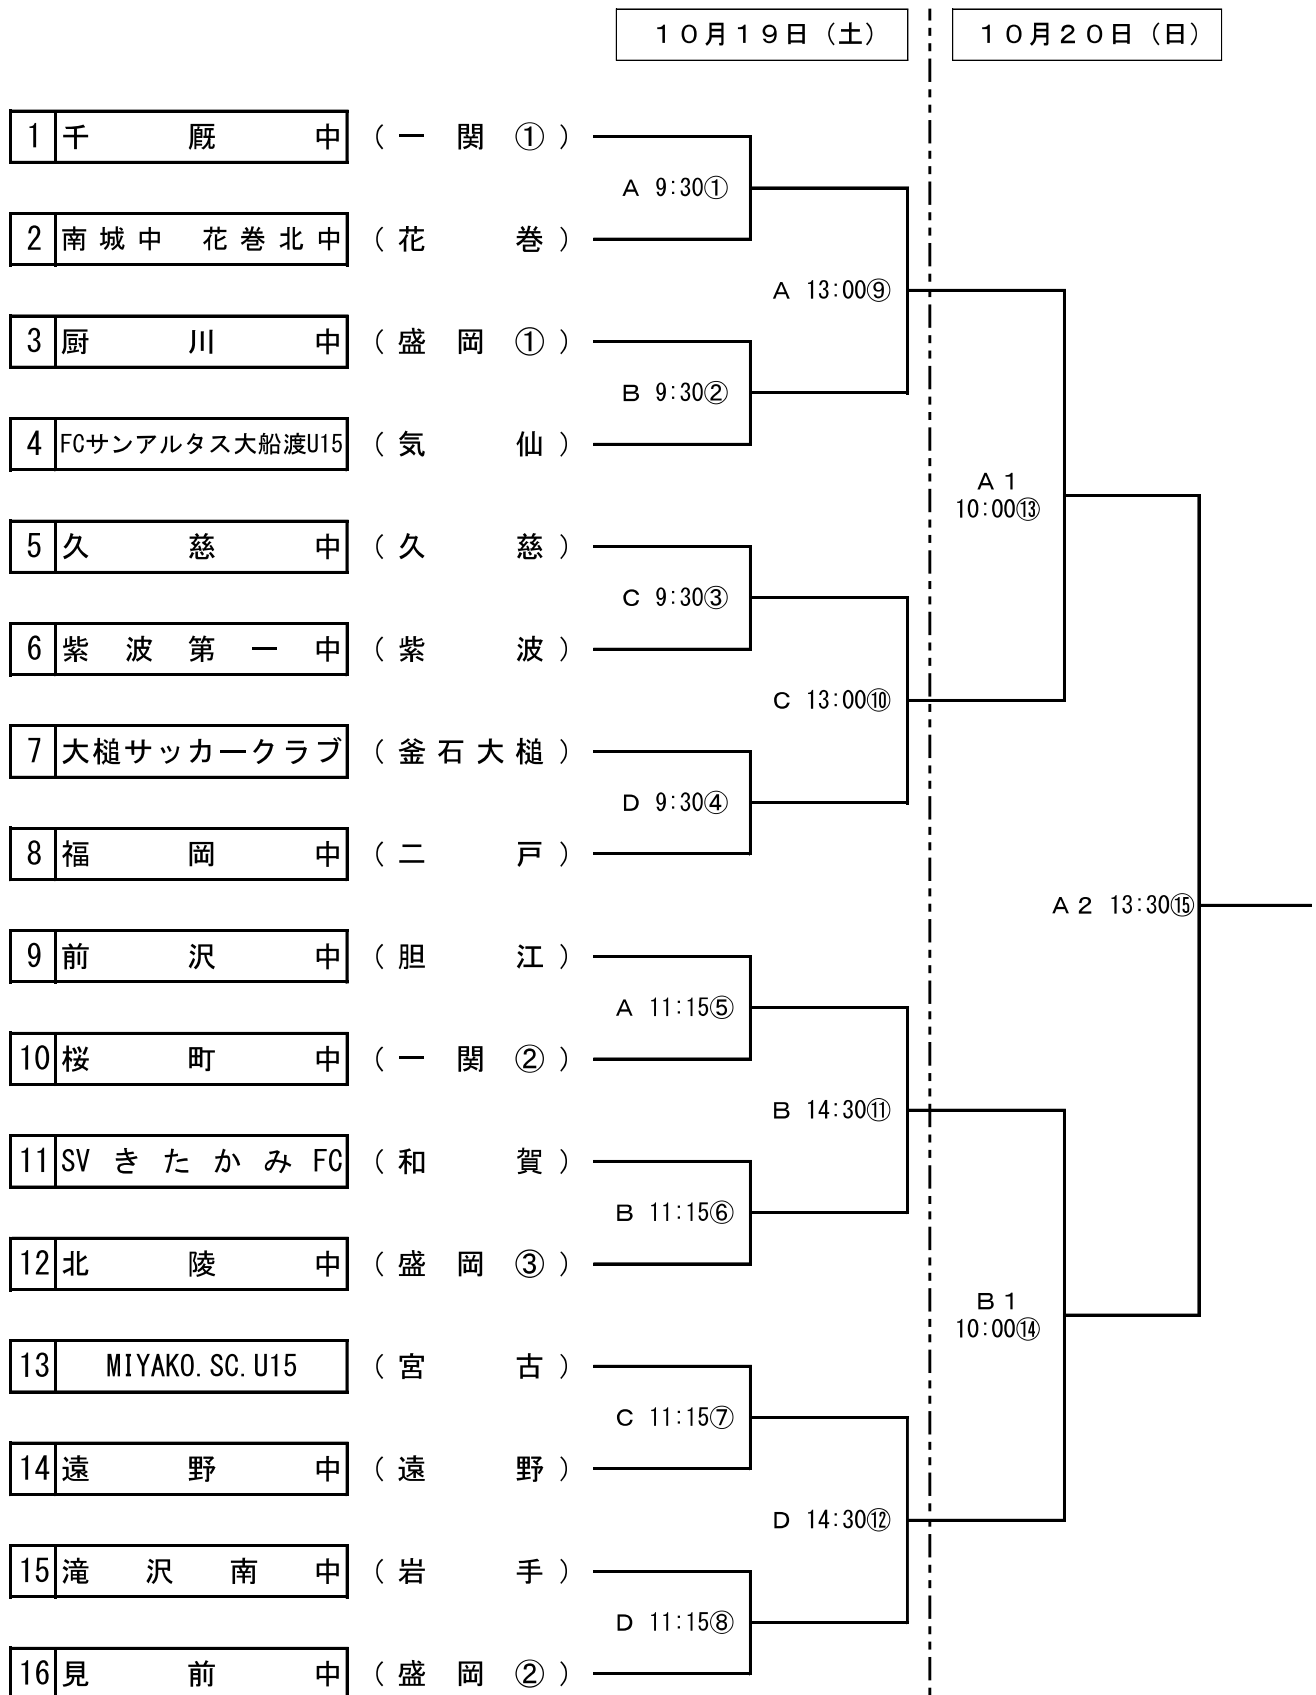 １０月１９日（土） １０月２０日（日）
1 千厩中 （一関①）
A 9:30①
2 南城中 花巻北中 （花巻）
A 13:00⑨
3 厨川中 （盛岡①）
B 9:30②
4 FCサンアルタス大船渡U15 （気仙）
A1
10:00⑬
5 久慈中 （久慈）
C 9:30③
6 紫波第一中 （紫波）
C 13:00⑩
7 大槌サッカークラブ （釜石大槌）
D 9:30④
8 福岡中 （二戸）
A2 13:30⑮
9 前沢中 （胆江）
A 11:15⑤
10 桜町中 （一関②）
B 14:30⑪
11 SVきたかみFC （和賀）
B 11:15⑥
12 北陵中 （盛岡③）
B1
10:00⑭
13 MIYAKO.SC.U15 （宮古）
C 11:15⑦
14 遠野中 （遠野）
D 14:30⑫
15 滝沢南中 （岩手）
D 11:15⑧
16 見前中 （盛岡②）